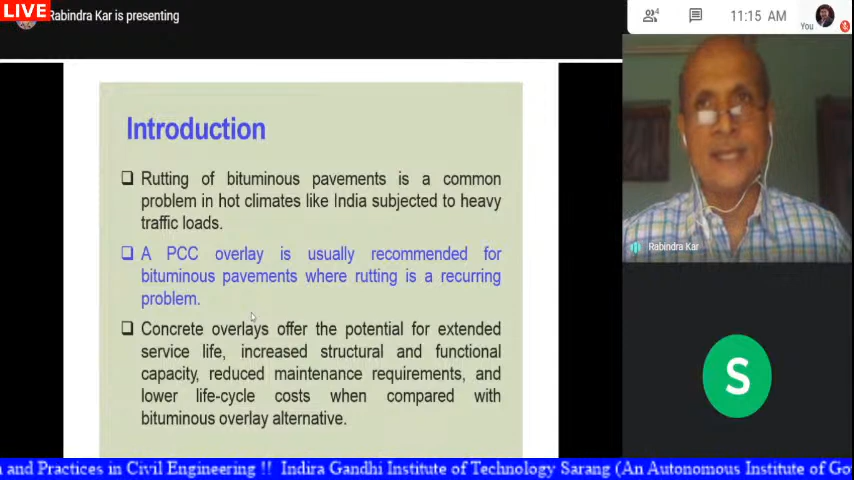 LIVE
Rabindra Kar is presenting
4
11:15 AM
You
Introduction
❑ Rutting of bituminous pavements is a common
problem in hot climates like India subjected to heavy
traffic loads.
❑ A PCC overlay is usually recommended for
bituminous pavements where rutting is a recurring
problem.
❑ Concrete overlays offer the potential for extended
service life, increased structural and functional
capacity, reduced maintenance requirements, and
lower life-cycle costs when compared with
bituminous overlay alternative.
Rabindra Kar
S
and Practices in Civil Engineering !! Indira Gandhi Institute of Technology Sarang (An Autonomous Institute of